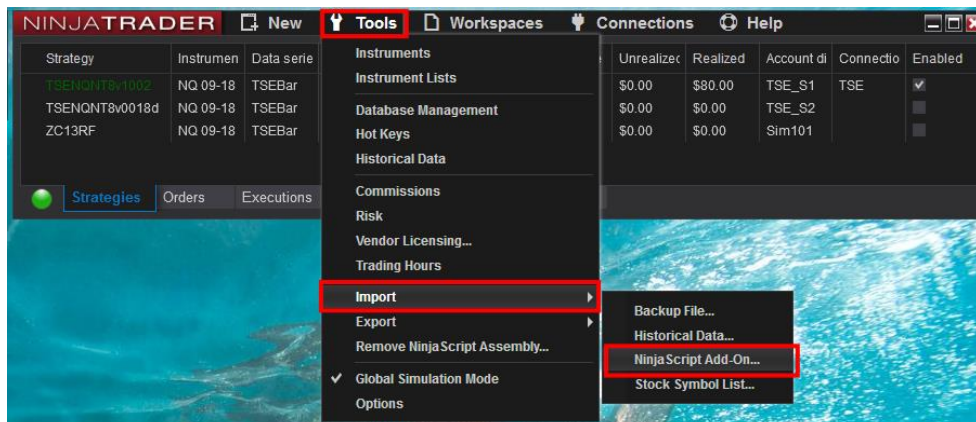 NINJATRADER New Tools Workspaces Connections Help
Strategy Instrumen Data serie Unrealizec Realized Account di Connectio Enabled
TSENQNT8v1002 NQ 09-18 TSEBar $0.00 $80.00 TSE_S1 TSE
TSENQNT8v0018d NQ 09-18 TSEBar $0.00 $0.00 TSE_S2
ZC13RF NQ 09-18 TSEBar $0.00 $0.00 Sim101
Strategies Orders Executions
Instruments
Instrument Lists
Database Management
Hot Keys
Historical Data
Commissions
Risk
Vendor Licensing...
Trading Hours
Import
Export
Remove NinjaScript Assembly...
Global Simulation Mode
Options
Backup File...
Historical Data...
NinjaScript Add-On...
Stock Symbol List...